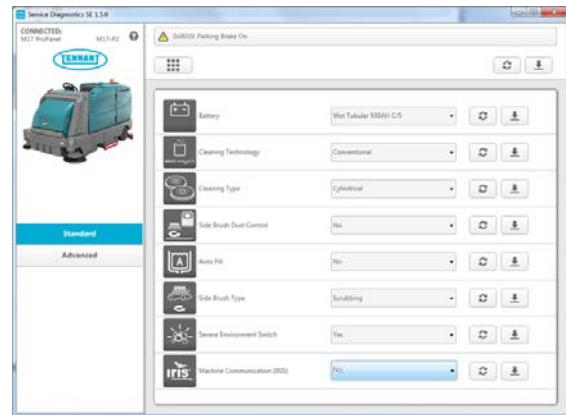 Service Diagnostics SE 1.5.6
CONNECTED:
M17 ProPanel M17-P2
TENNANT
Standard
Advanced
0x0010: Parking Brake On
Battery Wet Tubular 930AH C/5
Cleaning Technology Conventional
Cleaning Type Cylindrical
Side Brush Dust Control No
Auto Fill No
Side Brush Type Scrubbing
Severe Environment Switch Yes
IRIS Machine Communication (IRIS) No